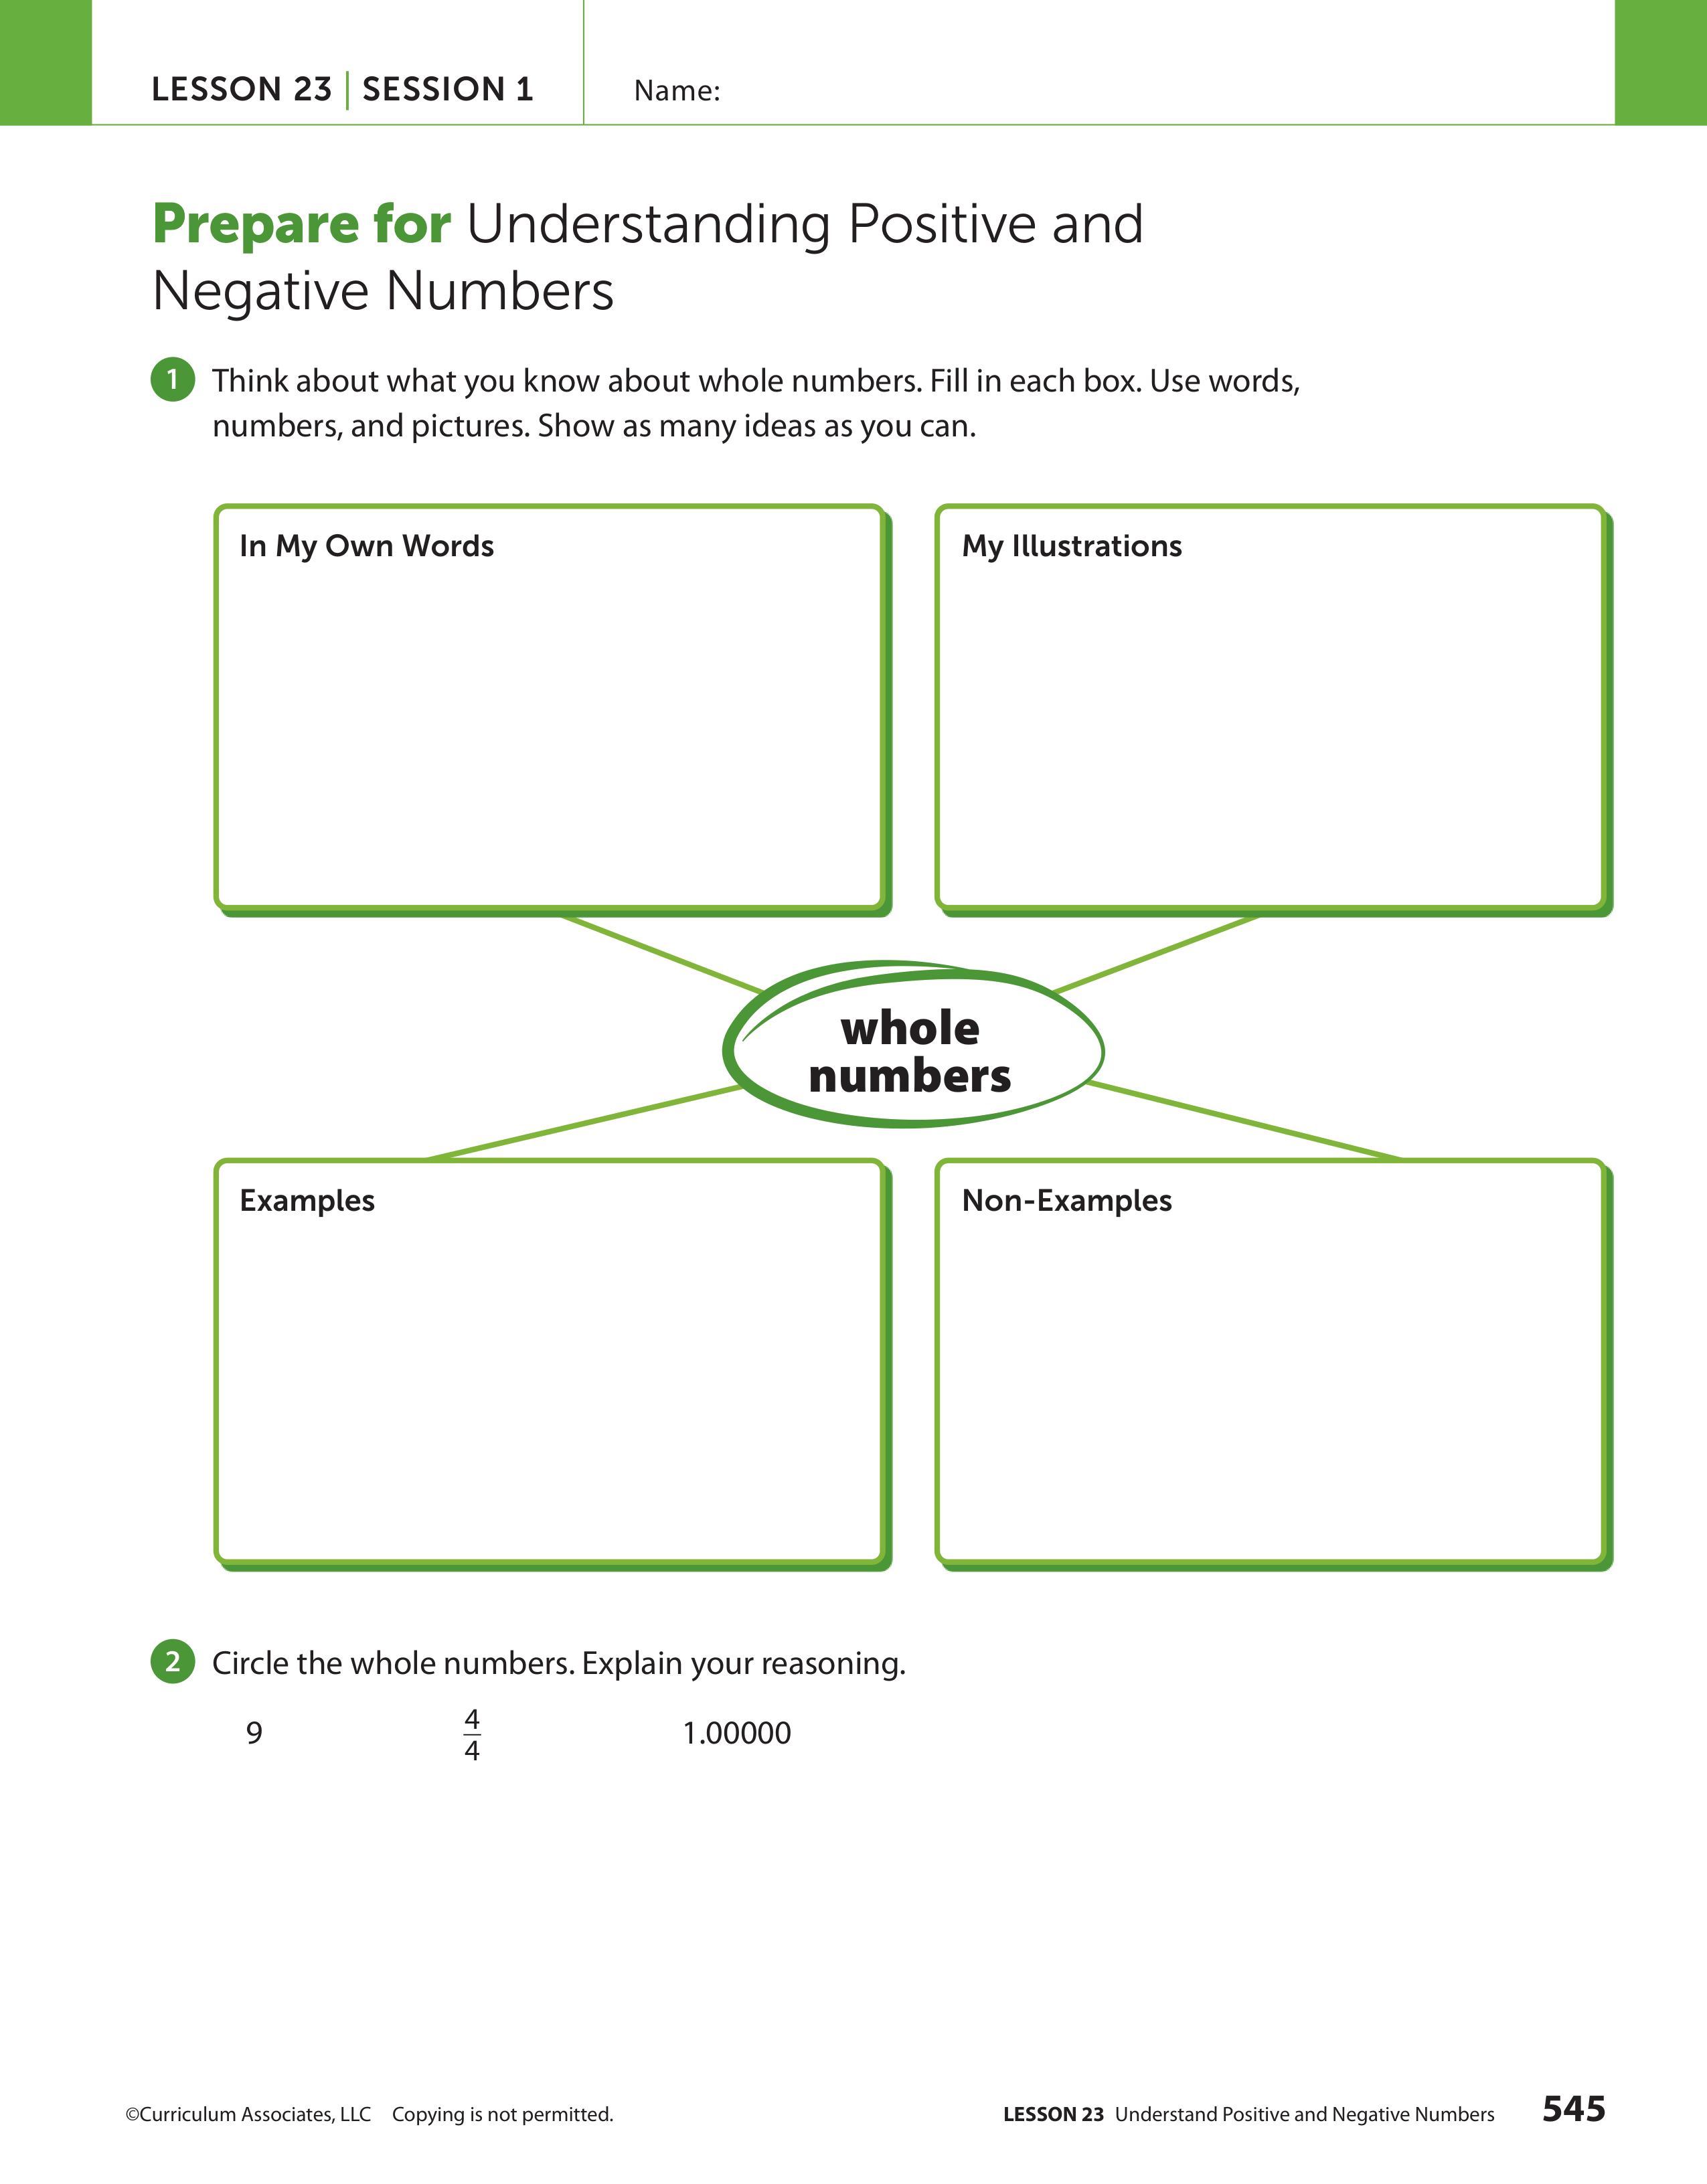 LESSON 23 | SESSION 1
Name:
Prepare for Understanding Positive and
Negative Numbers
1 Think about what you know about whole numbers. Fill in each box. Use words,
numbers, and pictures. Show as many ideas as you can.
In My Own Words
My Illustrations
whole
numbers
Examples
Non-Examples
2 Circle the whole numbers. Explain your reasoning.
9 4/4 1.00000
©Curriculum Associates, LLC Copying is not permitted.
LESSON 23 Understand Positive and Negative Numbers 545